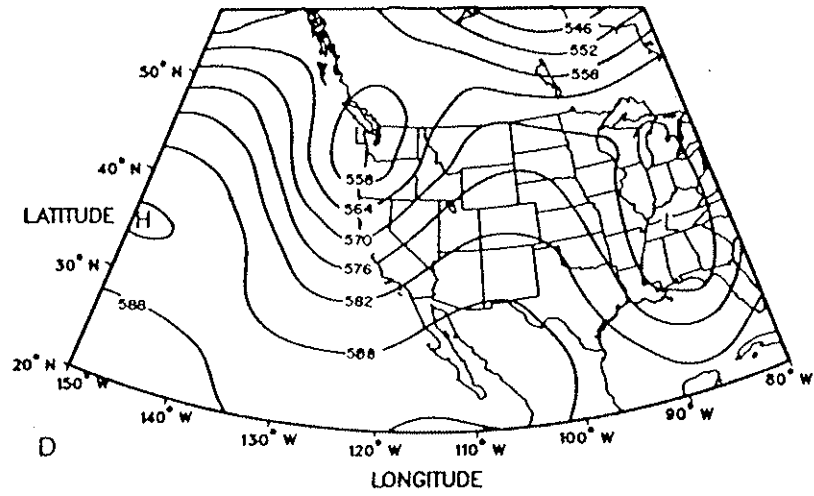 546
552
558
50° N
L
558
40° N
564
LATITUDE
H
570
30° N
576
582
588
588
20° N
150° W
80° W
140° W
90° W
130° W
120° W
110° W
100° W
D
LONGITUDE